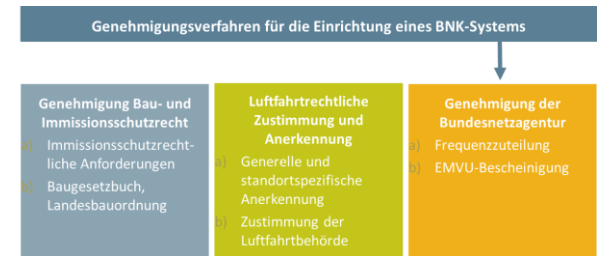 Genehmigungsverfahren für die Einrichtung eines BNK-Systems
Genehmigung Bau- und
Immissionsschutzrecht
a) Immissionsschutzrecht-
liche Anforderungen
b) Baugesetzbuch,
Landesbauordnung
Luftfahrtrechtliche
Zustimmung und
Anerkennung
a) Generelle und
standortspezifische
Anerkennung
b) Zustimmung der
Luftfahrtbehörde
Genehmigung der
Bundesnetzagentur
a) Frequenzzuteilung
b) EMVU-Bescheinigung